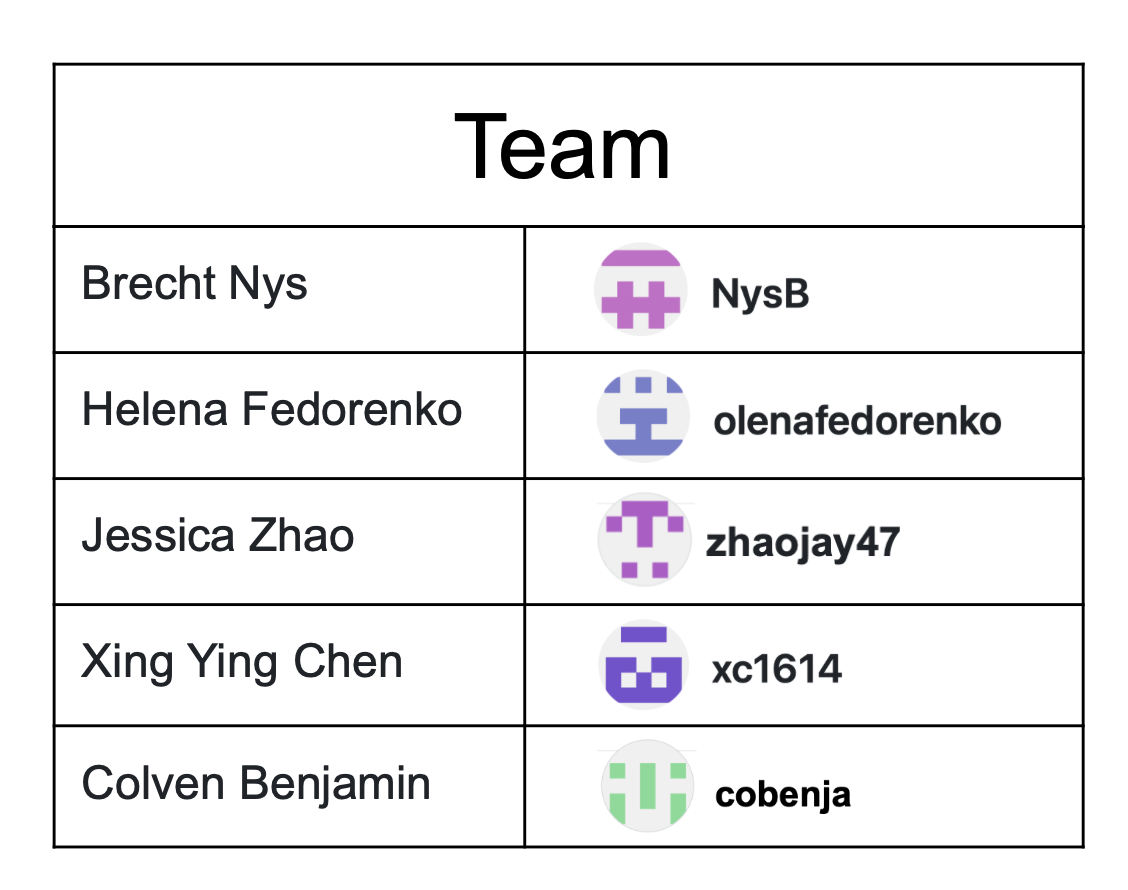 Team
Brecht Nys NysB
Helena Fedorenko olenafedorenko
Jessica Zhao zhaojay47
Xing Ying Chen xc1614
Colven Benjamin cobenja